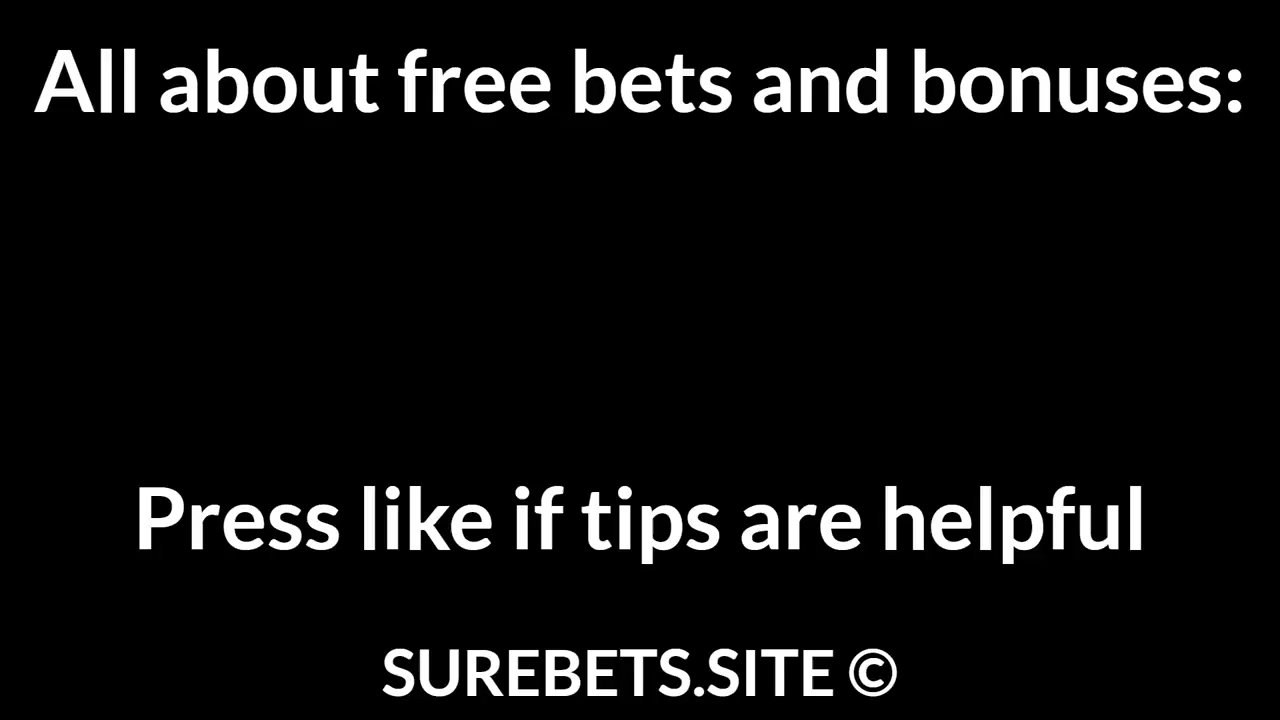 All about free bets and bonuses:
Press like if tips are helpful
SUREBETS.SITE ©